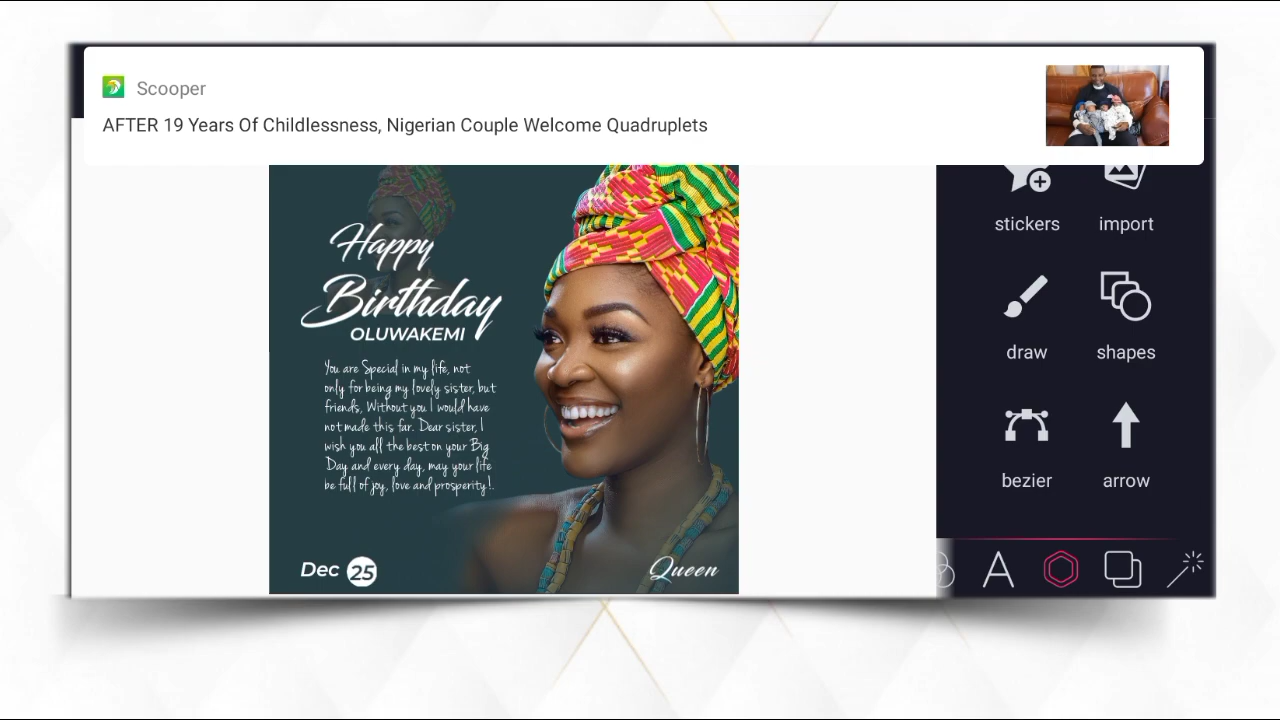 Scooper
AFTER 19 Years Of Childlessness, Nigerian Couple Welcome Quadruplets
stickers
import
Happy
Birthday
OLUWAKEMI
draw
shapes
You are Special in my life, not
only for being my lovely sister, but
friends, Without you I would have
not made this far. Dear sister, I
wish you all the best on your Big
Day and every day, may your life
be full of joy, love and prosperity!.
bezier
arrow
Dec 25
Queen
A